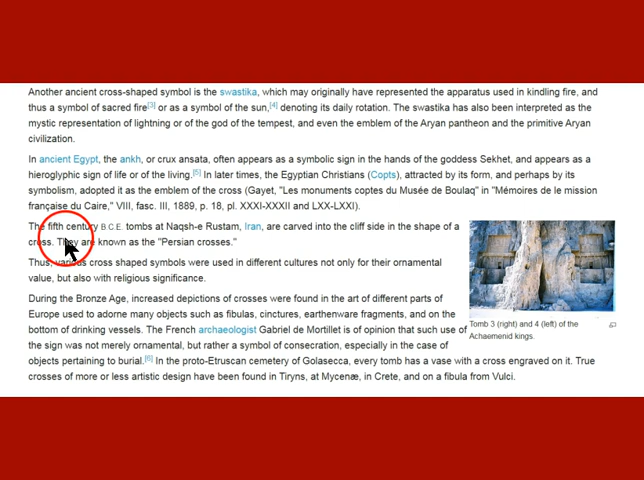 Another ancient cross-shaped symbol is the swastika, which may originally have represented the apparatus used in kindling fire, and
thus a symbol of sacred fire[3] or as a symbol of the sun,[4] denoting its daily rotation. The swastika has also been interpreted as the
mystic representation of lightning or of the god of the tempest, and even the emblem of the Aryan pantheon and the primitive Aryan
civilization.
In ancient Egypt, the ankh, or crux ansata, often appears as a symbolic sign in the hands of the goddess Sekhet, and appears as a
hieroglyphic sign of life or of the living.[5] In later times, the Egyptian Christians (Copts), attracted by its form, and perhaps by its
symbolism, adopted it as the emblem of the cross (Gayet, "Les monuments coptes du Musée de Boulaq" in "Mémoires de le mission
française du Caire," VIII, fasc. III, 1889, p. 18, pl. XXXI-XXXII and LXX-LXXI).
The fifth century B.C.E. tombs at Naqsh-e Rustam, Iran, are carved into the cliff side in the shape of a
cross. They are known as the "Persian crosses."
Thus, various cross shaped symbols were used in different cultures not only for their ornamental
value, but also with religious significance.
During the Bronze Age, increased depictions of crosses were found in the art of different parts of
Europe used to adorne many objects such as fibulas, cinctures, earthenware fragments, and on the
bottom of drinking vessels. The French archaeologist Gabriel de Mortillet is of opinion that such use of
the sign was not merely ornamental, but rather a symbol of consecration, especially in the case of
objects pertaining to burial.[6] In the proto-Etruscan cemetery of Golasecca, every tomb has a vase with a cross engraved on it. True
crosses of more or less artistic design have been found in Tiryns, at Mycenæ, in Crete, and on a fibula from Vulci.
Tomb 3 (right) and 4 (left) of the
Achaemenid kings.